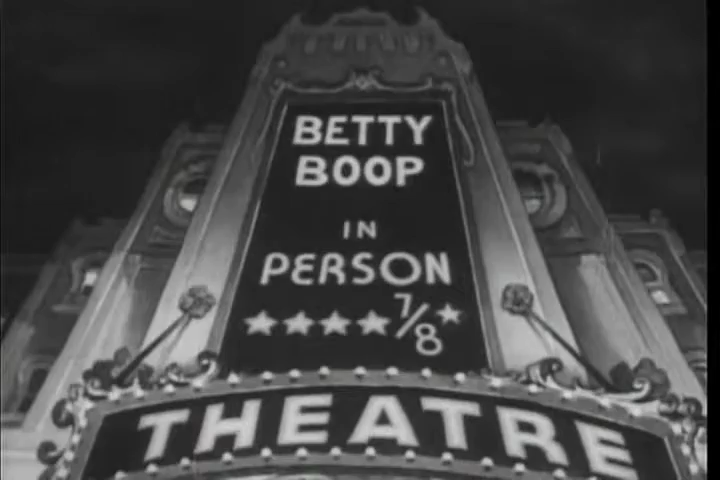 BETTY
BOOP
IN
PERSON
★★★★ 7/8 ★
THEATRE